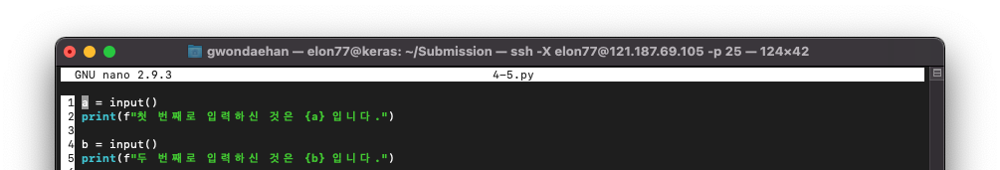 gwondaehan — elon77@keras: ~/Submission — ssh -X elon77@121.187.69.105 -p 25 — 124×42
GNU nano 2.9.3 4-5.py
1 a = input()
2 print(f"첫 번째로 입력하신 것은 {a} 입니다.")
3
4 b = input()
5 print(f"두 번째로 입력하신 것은 {b} 입니다.")